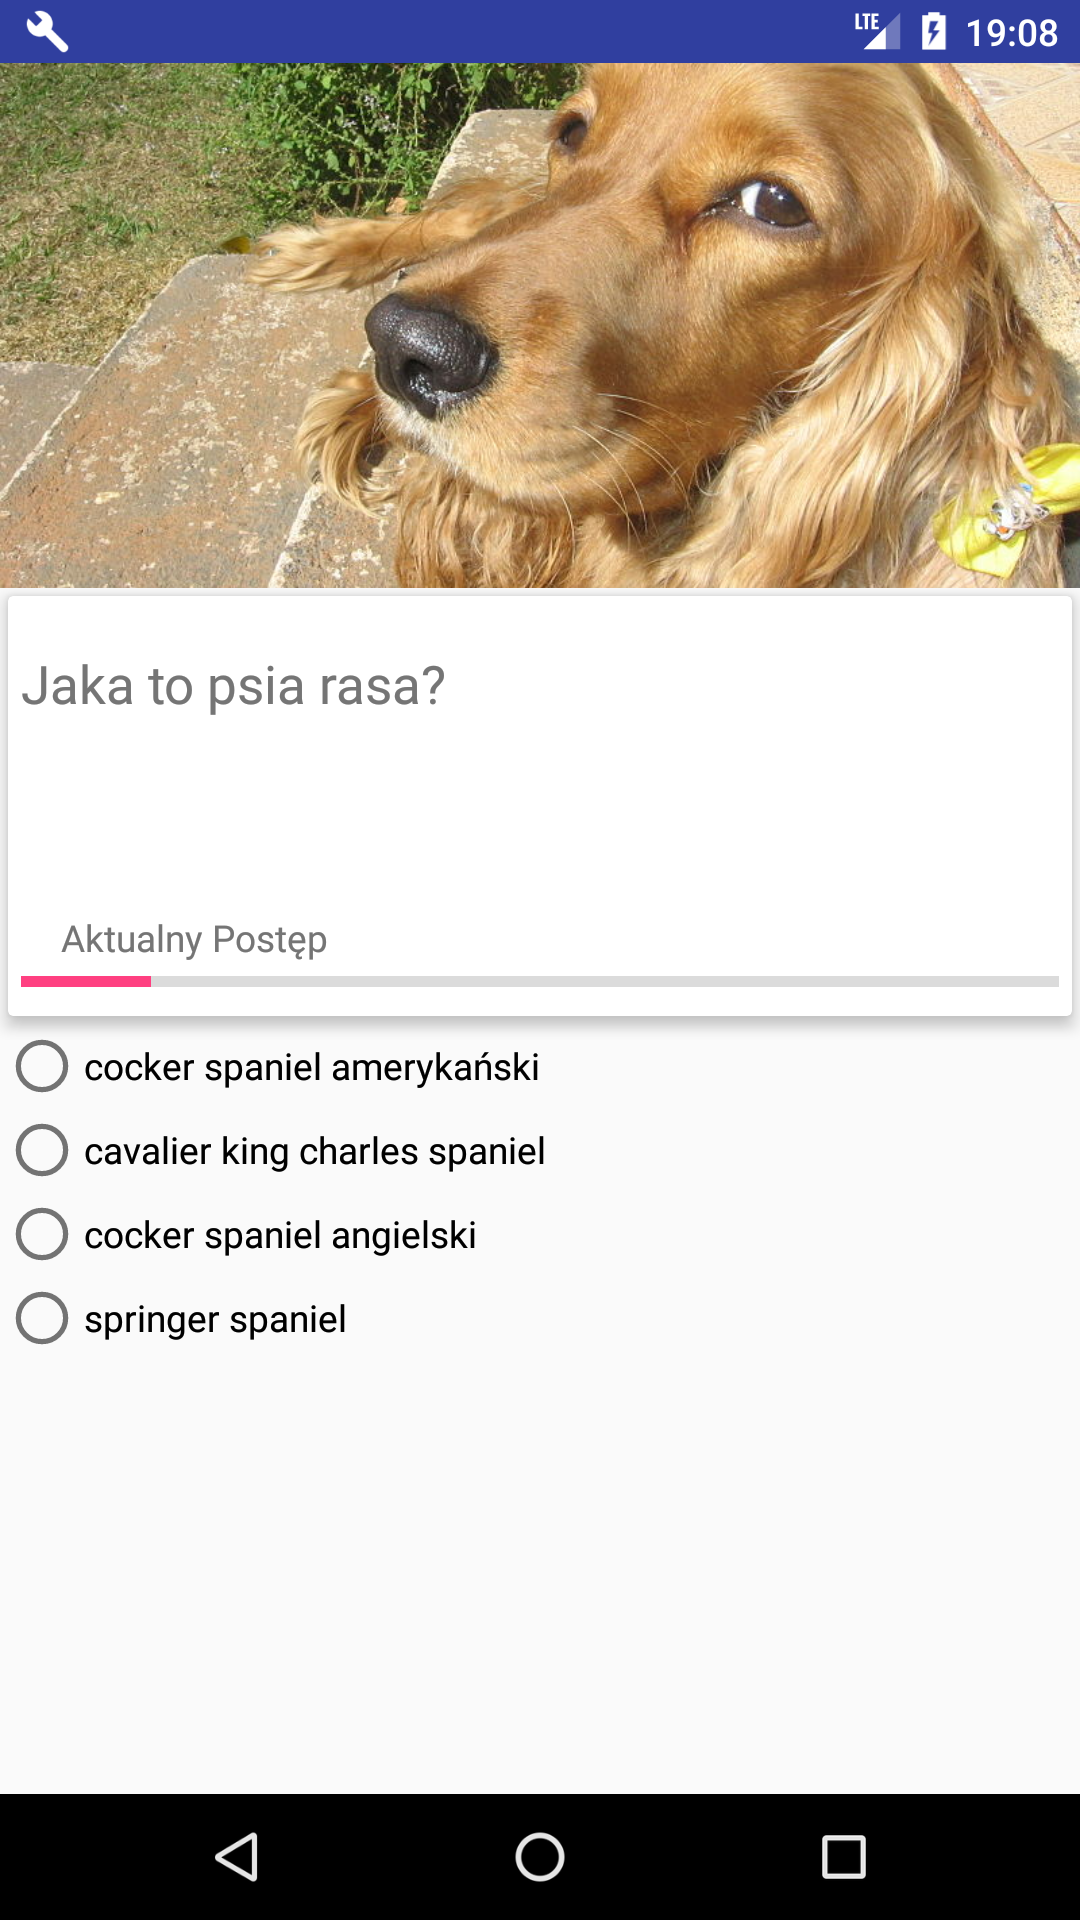 LTE 19:08
Jaka to psia rasa?
Aktualny Postęp
cocker spaniel amerykański
cavalier king charles spaniel
cocker spaniel angielski
springer spaniel